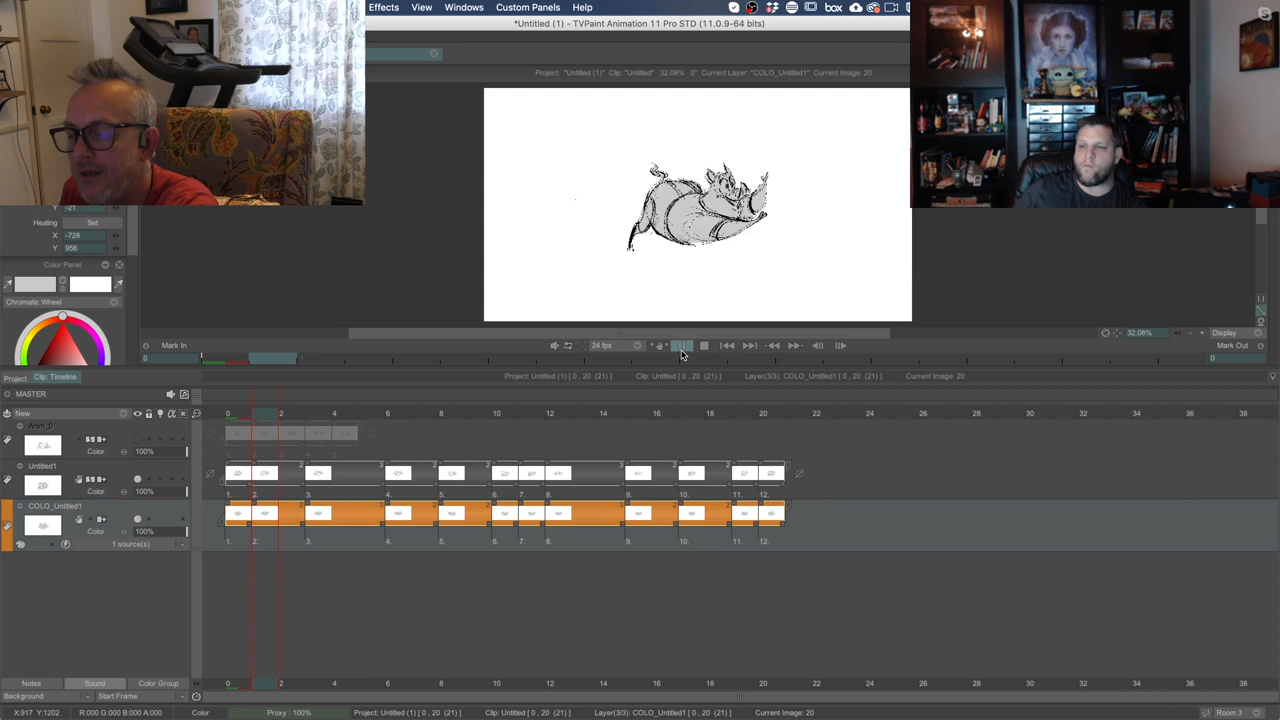 Effects View Windows Custom Panels Help box
*Untitled (1) - TVPaint Animation 11 Pro STD (11.0.9-64 bits)
Project: "Untitled (1)" Clip: "Untitled" 32.08% 0° Current Layer: "COLO_Untitled1" Current Image: 20
Y -21
Healing Set
X -728
Y 956
Color Panel
Chromatic Wheel
32.08% Display
Mark In 24 fps Mark Out
0 0
Project Clip: Timeline Project: Untitled (1) [ 0 , 20 (21) ] Clip: Untitled [ 0 , 20 (21) ] Layer(3/3): COLO_Untitled1 [ 0 , 20 (21) ] Current Image: 20
MASTER
New 0 2 4 6 8 10 12 14 16 18 20 22 24 26 28 30 32 34 36 38
Anim_0
Color 100%
Untitled1
Color 100%
1. 2. 3. 4. 5. 6. 7. 8. 9. 10. 11. 12.
COLO_Untitled1
Color 100%
1 source(s) 1. 2. 3. 4. 5. 6. 7. 8. 9. 10. 11. 12.
Notes Sound Color Group 0 2 4 6 8 10 12 14 16 18 20 22 24 26 28 30 32 34 36 38
Background Start Frame
X:917 Y:1202 R:000 G:000 B:000 A:000 Color Proxy : 100% Project: Untitled (1) [ 0 , 20 (21) ] Clip: Untitled [ 0 , 20 (21) ] Layer(3/3): COLO_Untitled1 [ 0 , 20 (21) ] Current Image: 20 Room 3